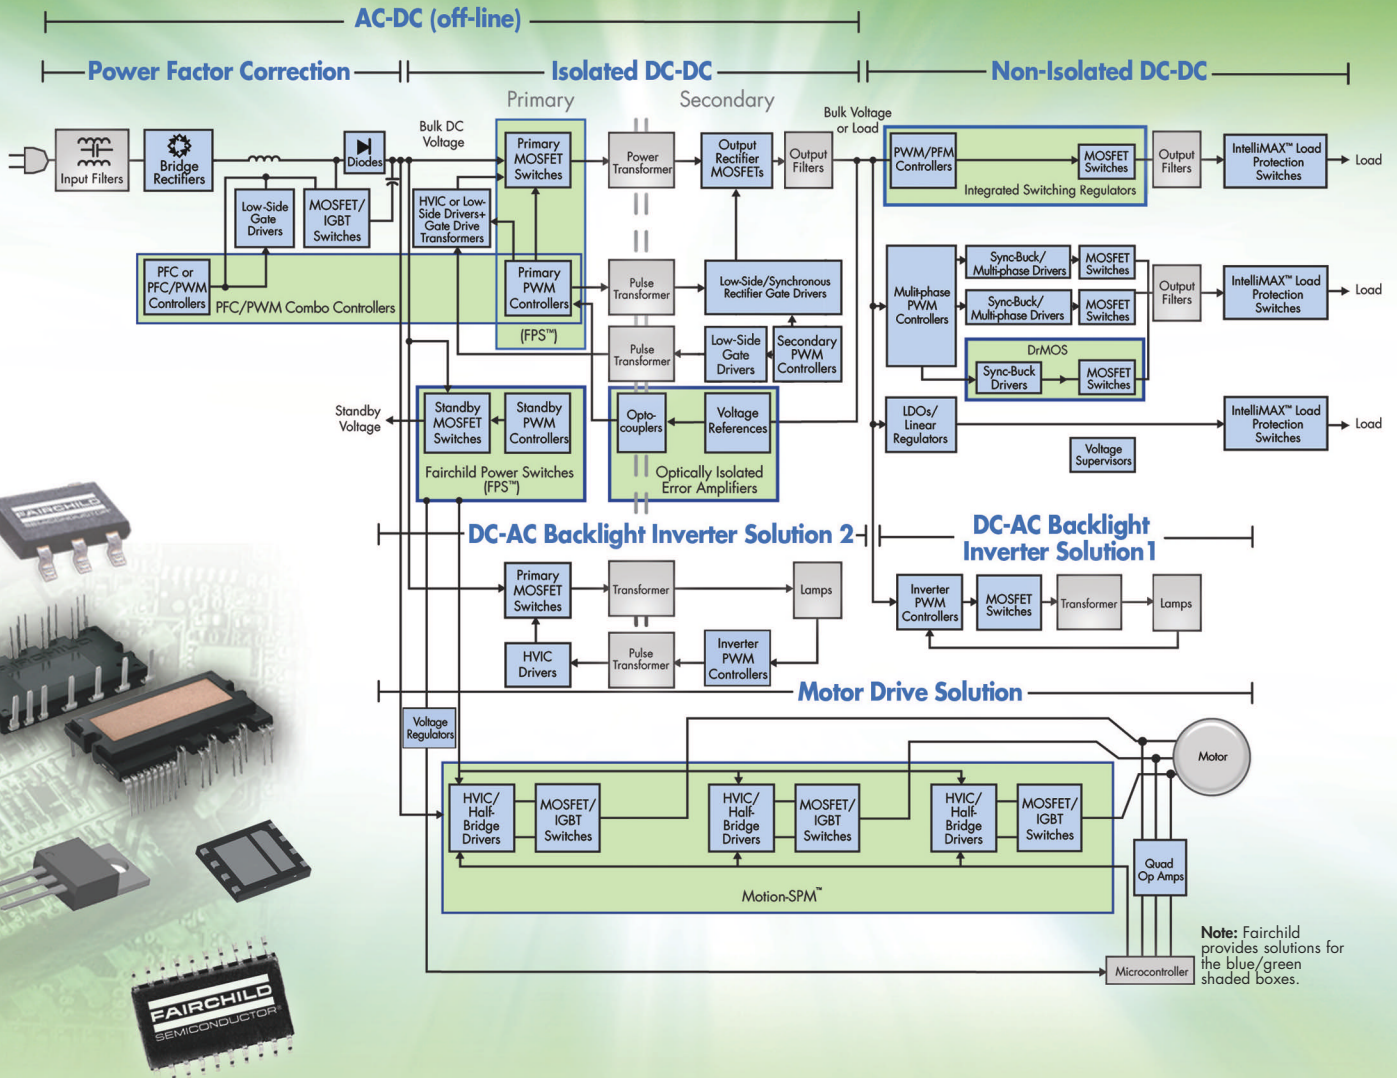 AC-DC (off-line)
Power Factor Correction
Isolated DC-DC
Non-Isolated DC-DC
Primary
Secondary
Bulk DC
Voltage
Bulk Voltage
or Load
Input Filters
Bridge
Rectifiers
Diodes
Low-Side
Gate
Drivers
MOSFET/
IGBT
Switches
HVIC or Low-
Side Drivers+
Gate Drive
Transformers
Primary
MOSFET
Switches
Power
Transformer
Output
Rectifier
MOSFETs
Output
Filters
PWM/PFM
Controllers
MOSFET
Switches
Integrated Switching Regulators
Output
Filters
IntelliMAX™ Load
Protection
Switches
Load
PFC or
PFC/PWM
Controllers
PFC/PWM Combo Controllers
Primary
PWM
Controllers
(FPS™)
Pulse
Transformer
Low-Side/Synchronous
Rectifier Gate Drivers
Pulse
Transformer
Low-Side
Gate
Drivers
Secondary
PWM
Controllers
Multi-phase
PWM
Controllers
Sync-Buck/
Multi-phase Drivers
MOSFET
Switches
Sync-Buck/
Multi-phase Drivers
MOSFET
Switches
Output
Filters
IntelliMAX™ Load
Protection
Switches
Load
DrMOS
Sync-Buck
Drivers
MOSFET
Switches
Standby
Voltage
Standby
MOSFET
Switches
Standby
PWM
Controllers
Fairchild Power Switches
(FPS™)
Opto-
couplers
Voltage
References
Optically Isolated
Error Amplifiers
LDOs/
Linear
Regulators
IntelliMAX™ Load
Protection
Switches
Load
Voltage
Supervisors
FAIRCHILD
SEMICONDUCTOR
DC-AC Backlight Inverter Solution 2
DC-AC Backlight
Inverter Solution1
Primary
MOSFET
Switches
Transformer
Lamps
HVIC
Drivers
Pulse
Transformer
Inverter
PWM
Controllers
Inverter
PWM
Controllers
MOSFET
Switches
Transformer
Lamps
FAIRCHILD
Motor Drive Solution
Voltage
Regulators
Motor
HVIC/
Half-
Bridge
Drivers
MOSFET/
IGBT
Switches
HVIC/
Half-
Bridge
Drivers
MOSFET/
IGBT
Switches
HVIC/
Half-
Bridge
Drivers
MOSFET/
IGBT
Switches
Motion-SPM™
Quad
Op Amps
Microcontroller
Note: Fairchild
provides solutions for
the blue/green
shaded boxes.
FAIRCHILD
SEMICONDUCTOR®